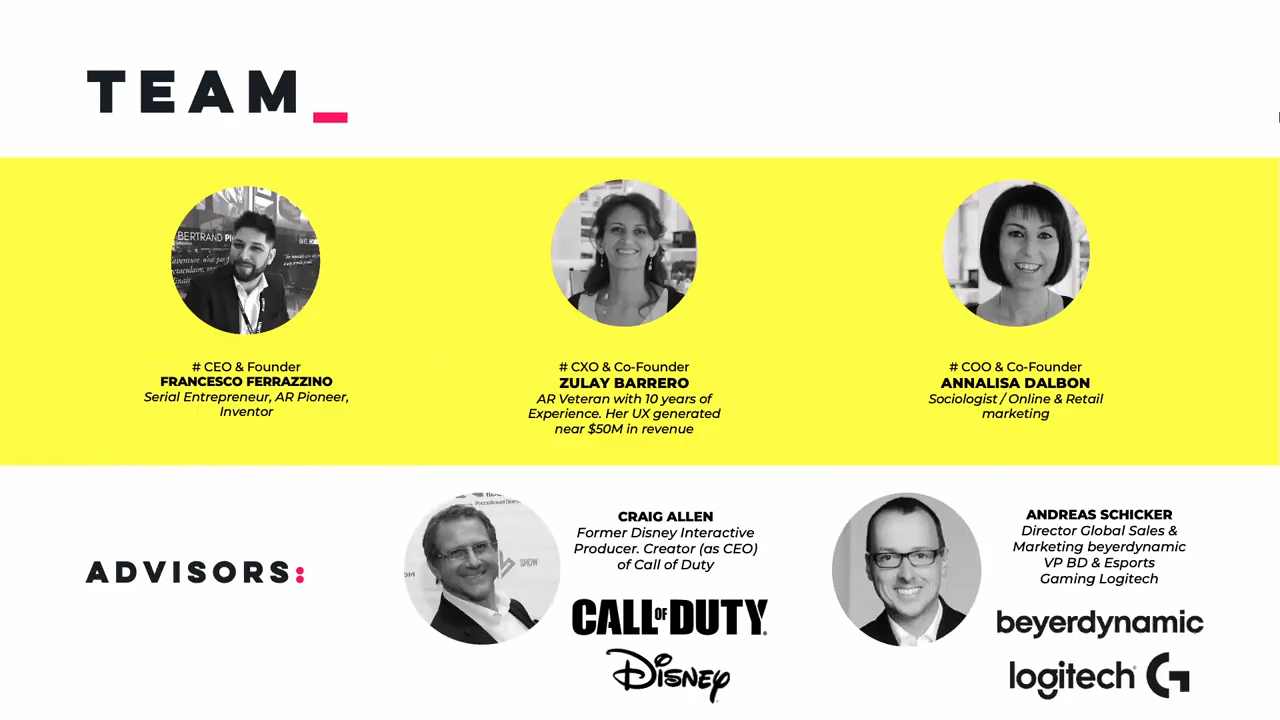 TEAM_
BERTRAND PI
# CEO & Founder
FRANCESCO FERRAZZINO
Serial Entrepreneur, AR Pioneer,
Inventor
# CXO & Co-Founder
ZULAY BARRERO
AR Veteran with 10 years of
Experience. Her UX generated
near $50M in revenue
# COO & Co-Founder
ANNALISA DALBON
Sociologist / Online & Retail
marketing
ADVISORS:
SHOW
CRAIG ALLEN
Former Disney Interactive
Producer. Creator (as CEO)
of Call of Duty
CALL OF DUTY
Disney
ANDREAS SCHICKER
Director Global Sales &
Marketing beyerdynamic
VP BD & Esports
Gaming Logitech
beyerdynamic
logitech G